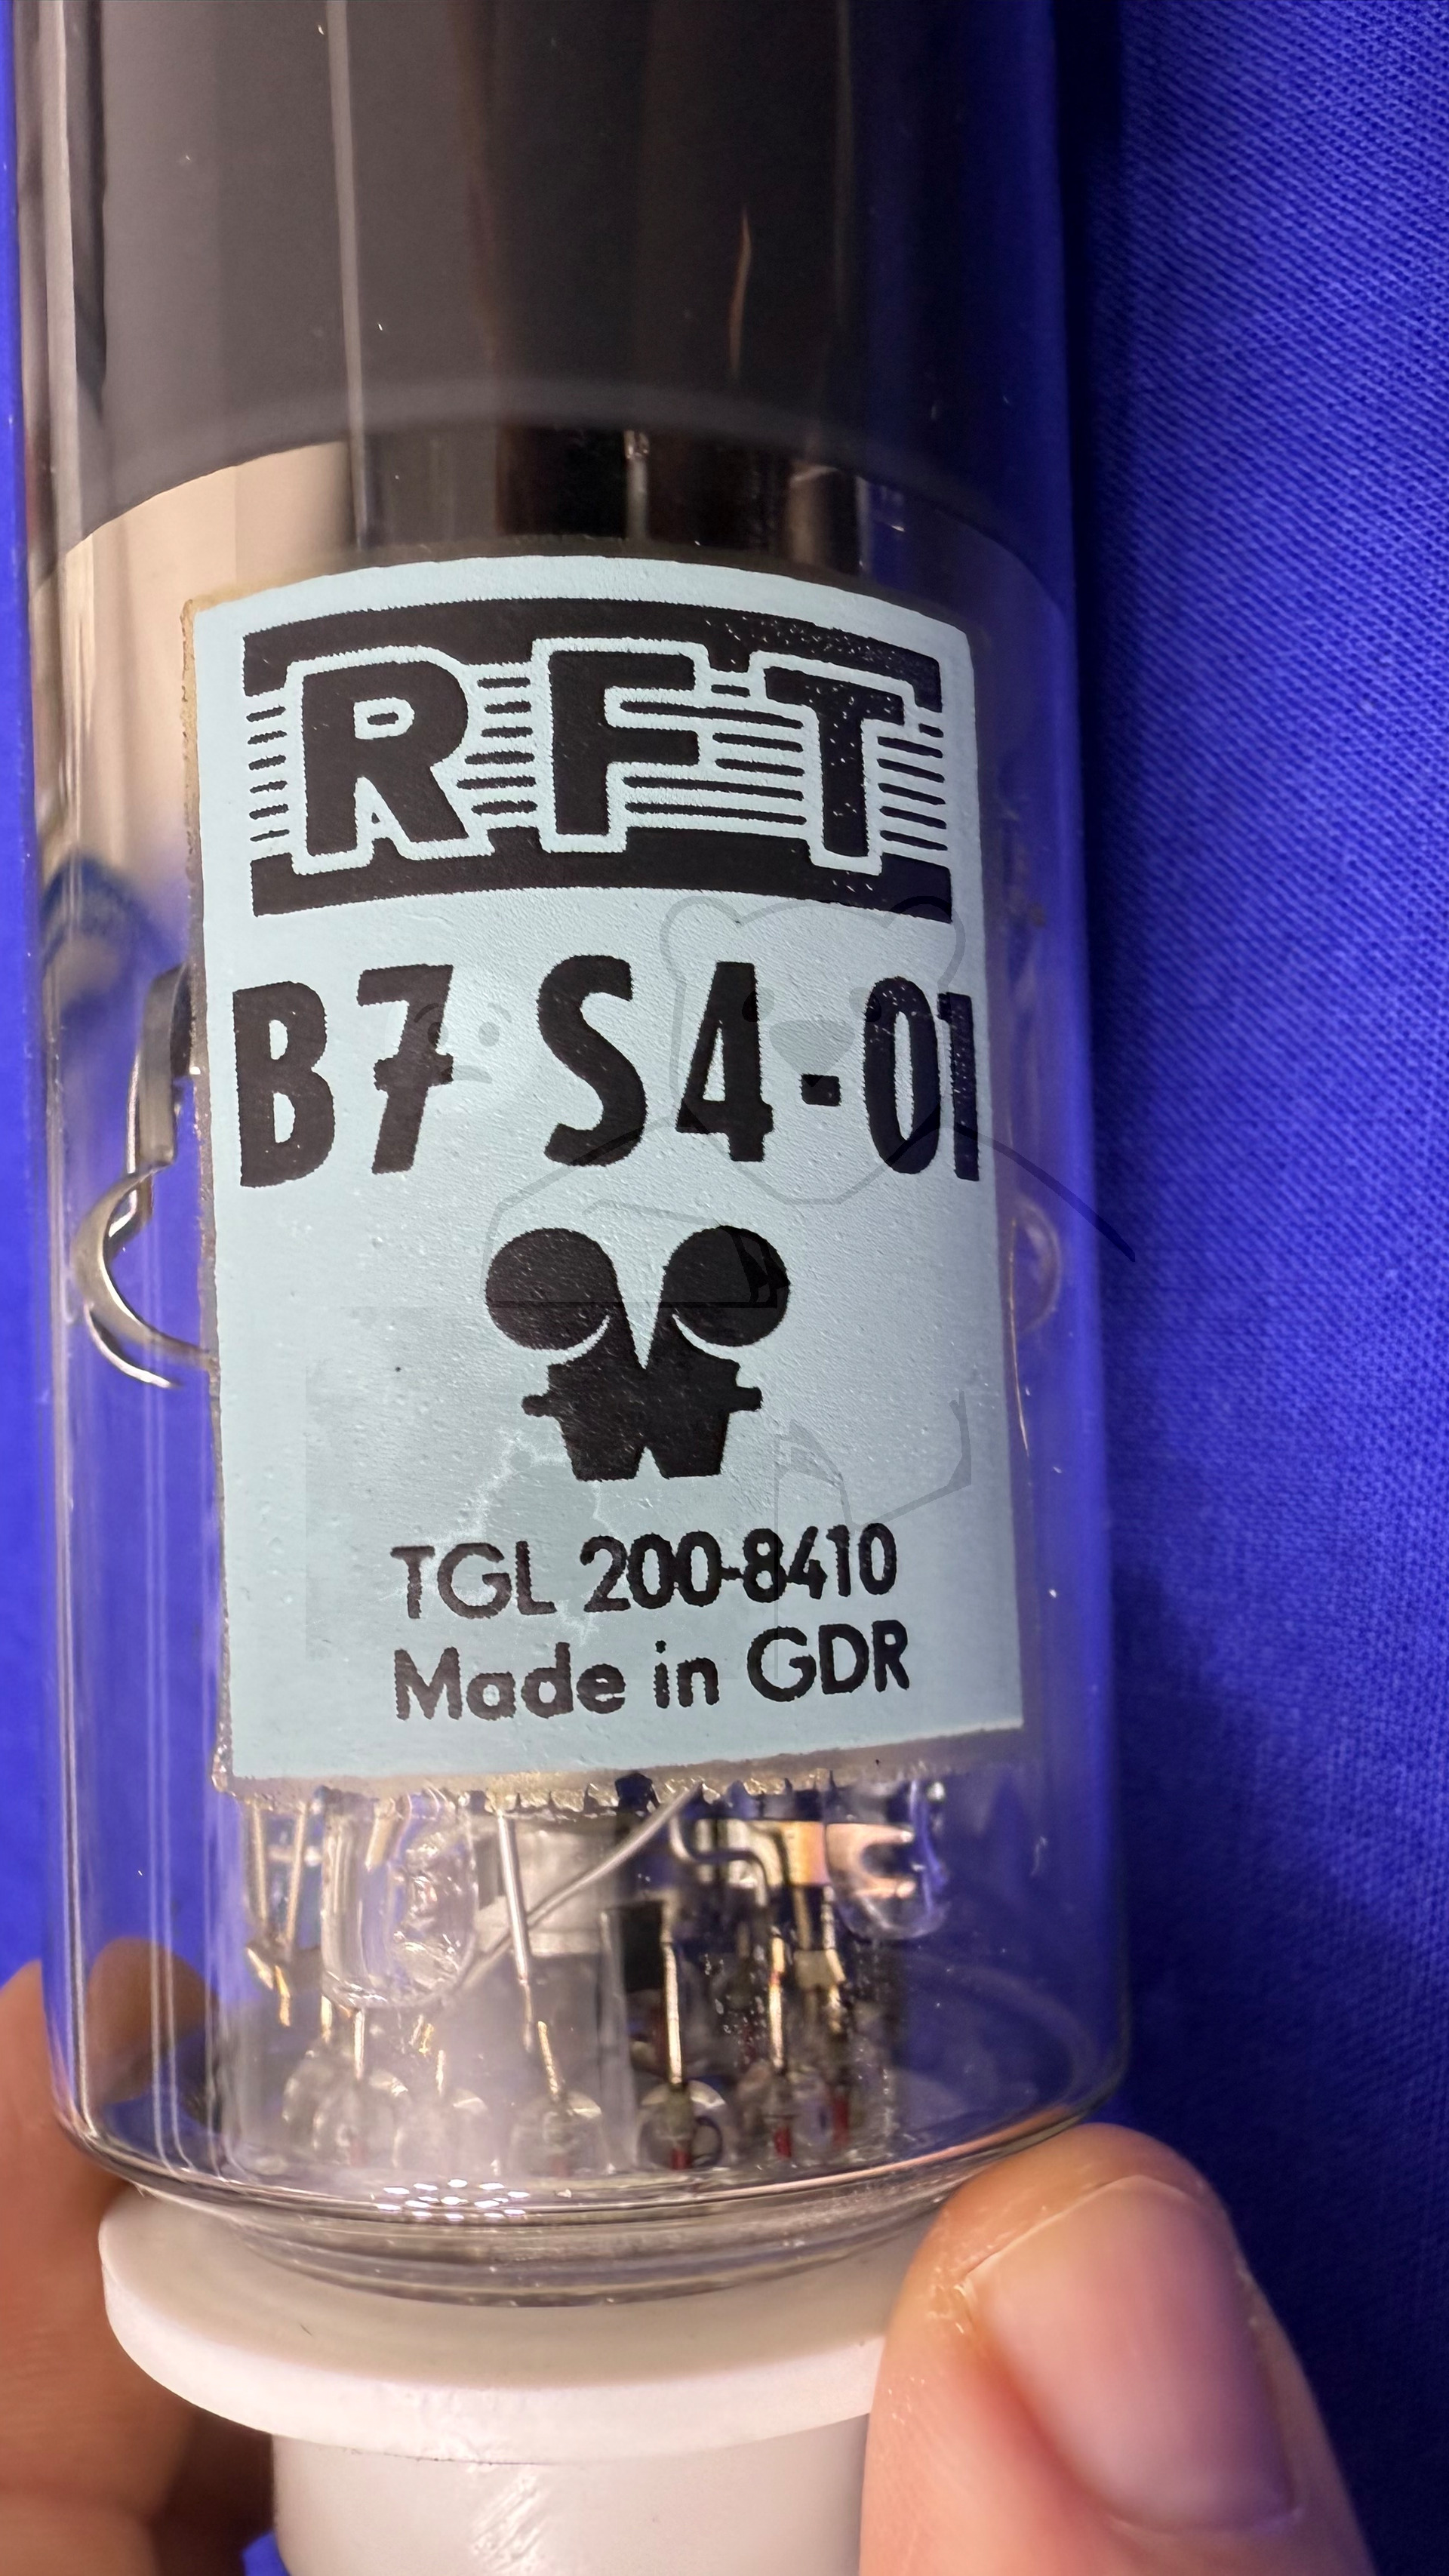 RFT
B7 S4-01
TGL 200-8410
Made in GDR